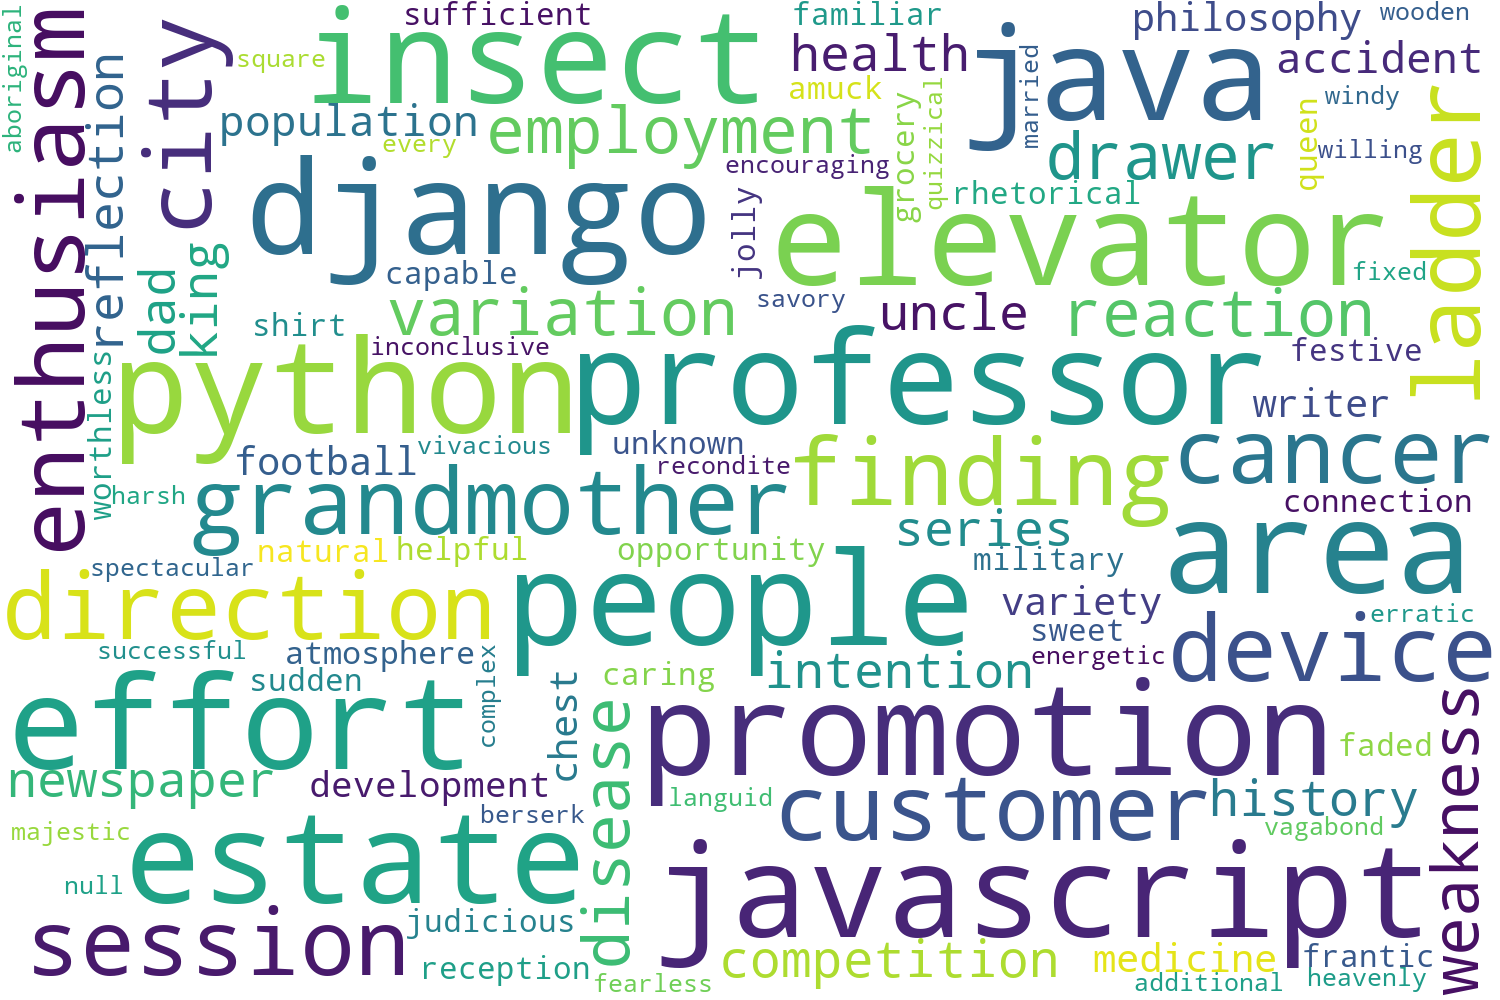 aboriginal
enthusiasm
reflection
city
square
sufficient
insect
familiar
health
java
philosophy
wooden
accident
married
windy
amuck
population
every
employment
grocery
quizzical
drawer
queen
willing
ladder
encouraging
django
jolly
rhetorical
elevator
dad
king
capable
fixed
savory
variation
uncle
reaction
shirt
inconclusive
python
professor
festive
worthless
writer
football
vivacious
unknown
recondite
finding
cancer
harsh
grandmother
connection
series
area
natural
helpful
opportunity
military
spectacular
direction
people
variety
erratic
sweet
device
successful
atmosphere
complex
energetic
intention
sudden
caring
chest
effort
disease
promotion
weakness
faded
newspaper
development
languid
customer
history
berserk
majestic
vagabond
estate
null
javascript
session
judicious
competition
medicine
frantic
reception
fearless
additional
heavenly